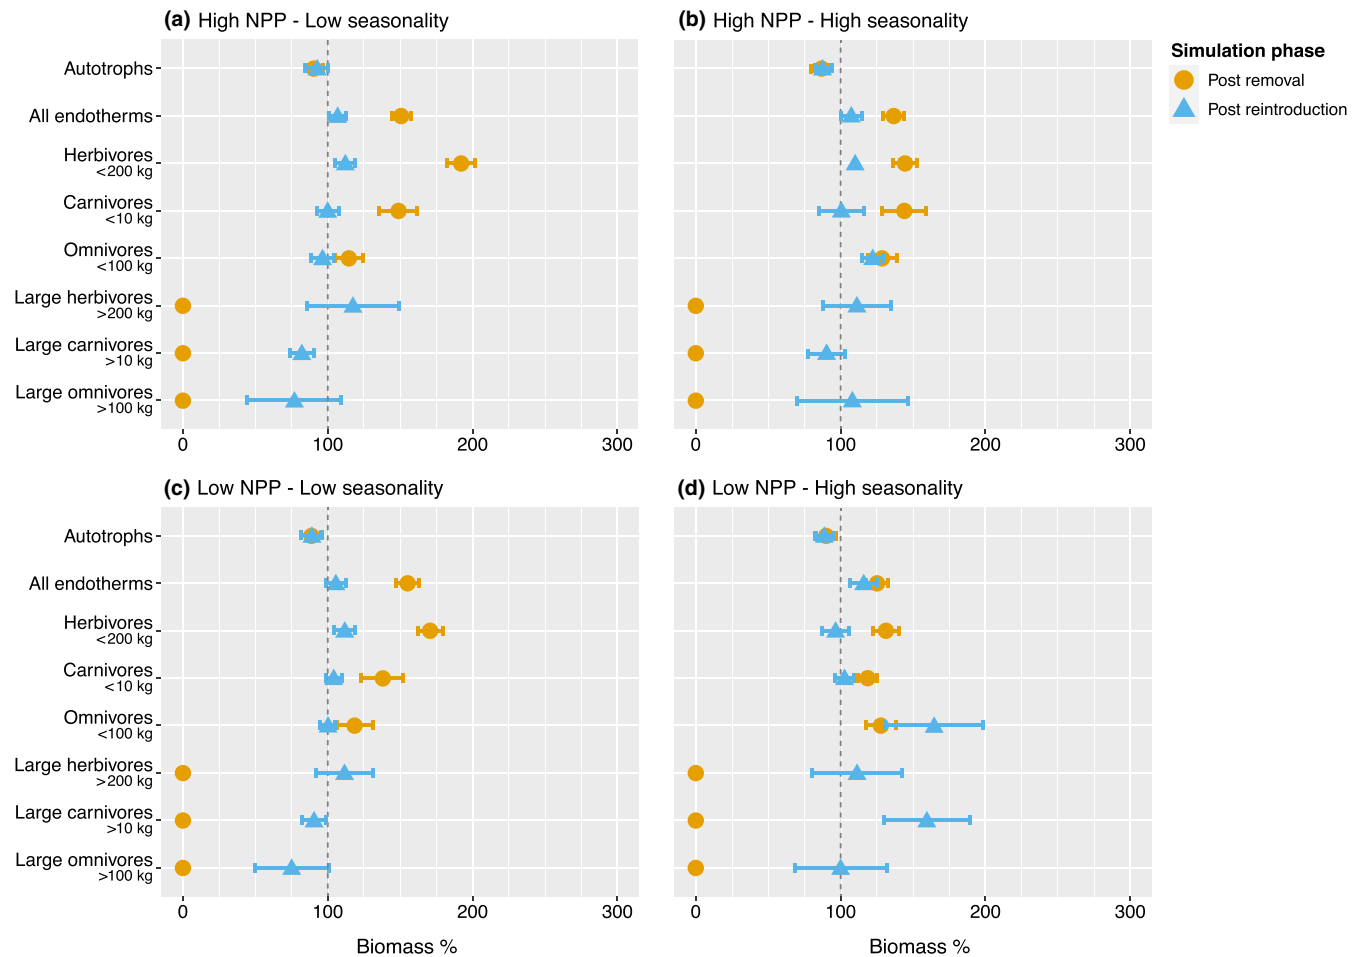 (a) High NPP - Low seasonality
Autotrophs
All endotherms
Herbivores
<200 kg
Carnivores
<10 kg
Omnivores
<100 kg
Large herbivores
>200 kg
Large carnivores
>10 kg
Large omnivores
>100 kg
0 100 200 300
(b) High NPP - High seasonality
0 100 200 300
Simulation phase
Post removal
Post reintroduction
(c) Low NPP - Low seasonality
Autotrophs
All endotherms
Herbivores
<200 kg
Carnivores
<10 kg
Omnivores
<100 kg
Large herbivores
>200 kg
Large carnivores
>10 kg
Large omnivores
>100 kg
0 100 200 300
Biomass %
(d) Low NPP - High seasonality
0 100 200 300
Biomass %